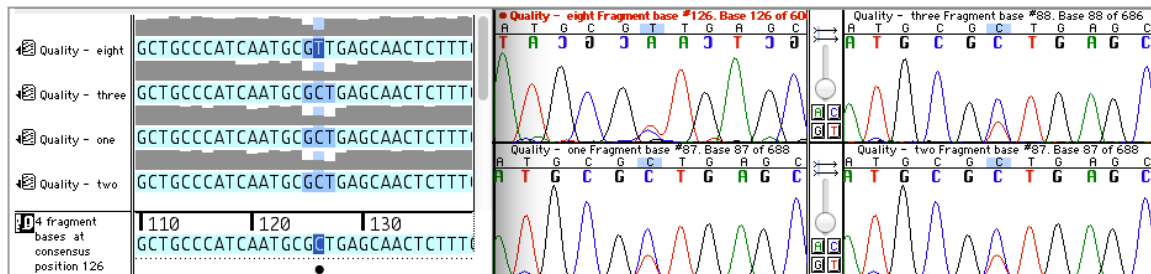 Quality - eight
GCTGCCCATCAATGCGTTGAGCAACTCTTT
Quality - three
GCTGCCCATCAATGCGCTGAGCAACTCTTT
Quality - one
GCTGCCCATCAATGCGCTGAGCAACTCTTT
Quality - two
GCTGCCCATCAATGCGCTGAGCAACTCTTT
4 fragment
bases at
consensus
position 126
110 120 130
GCTGCCCATCAATGCGCTGAGCAACTCTTT
Quality - eight Fragment base #126. Base 126 of
A T G C G T T G A G C
T A C G C A A C T C G
A C
G T
Quality - three Fragment base #88. Base 88 of 686
A T G C G C T G A G C
A T G C G C T G A G C
Quality - one Fragment base #87. Base 87 of 688
A T G C G C T G A G C
A T G C G C T G A G C
A C
G T
Quality - two Fragment base #87. Base 87 of 688
A T G C G C T G A G C
A T G C G C T G A G C